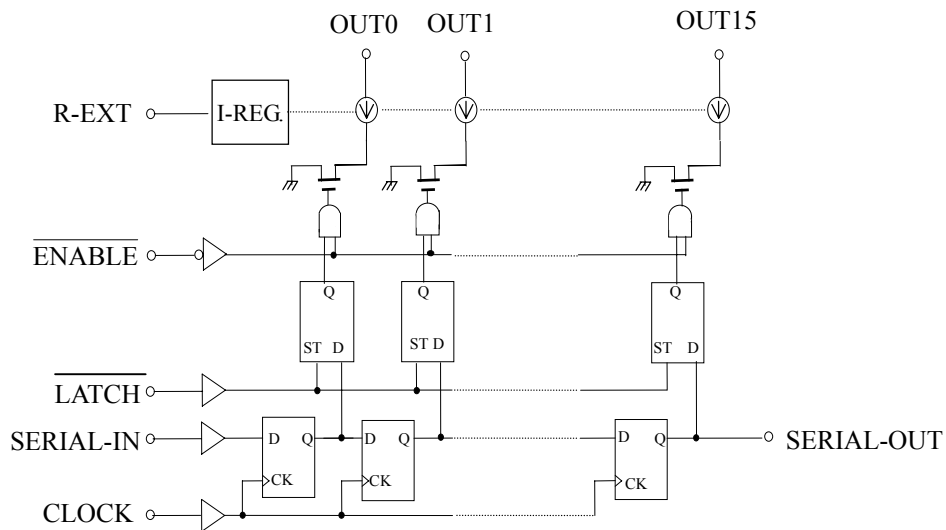 OUT0 OUT1 OUT15
R-EXT I-REG.
ENABLE
Q Q Q
ST D ST D ST D
LATCH
SERIAL-IN D Q D Q D Q SERIAL-OUT
CK CK CK
CLOCK